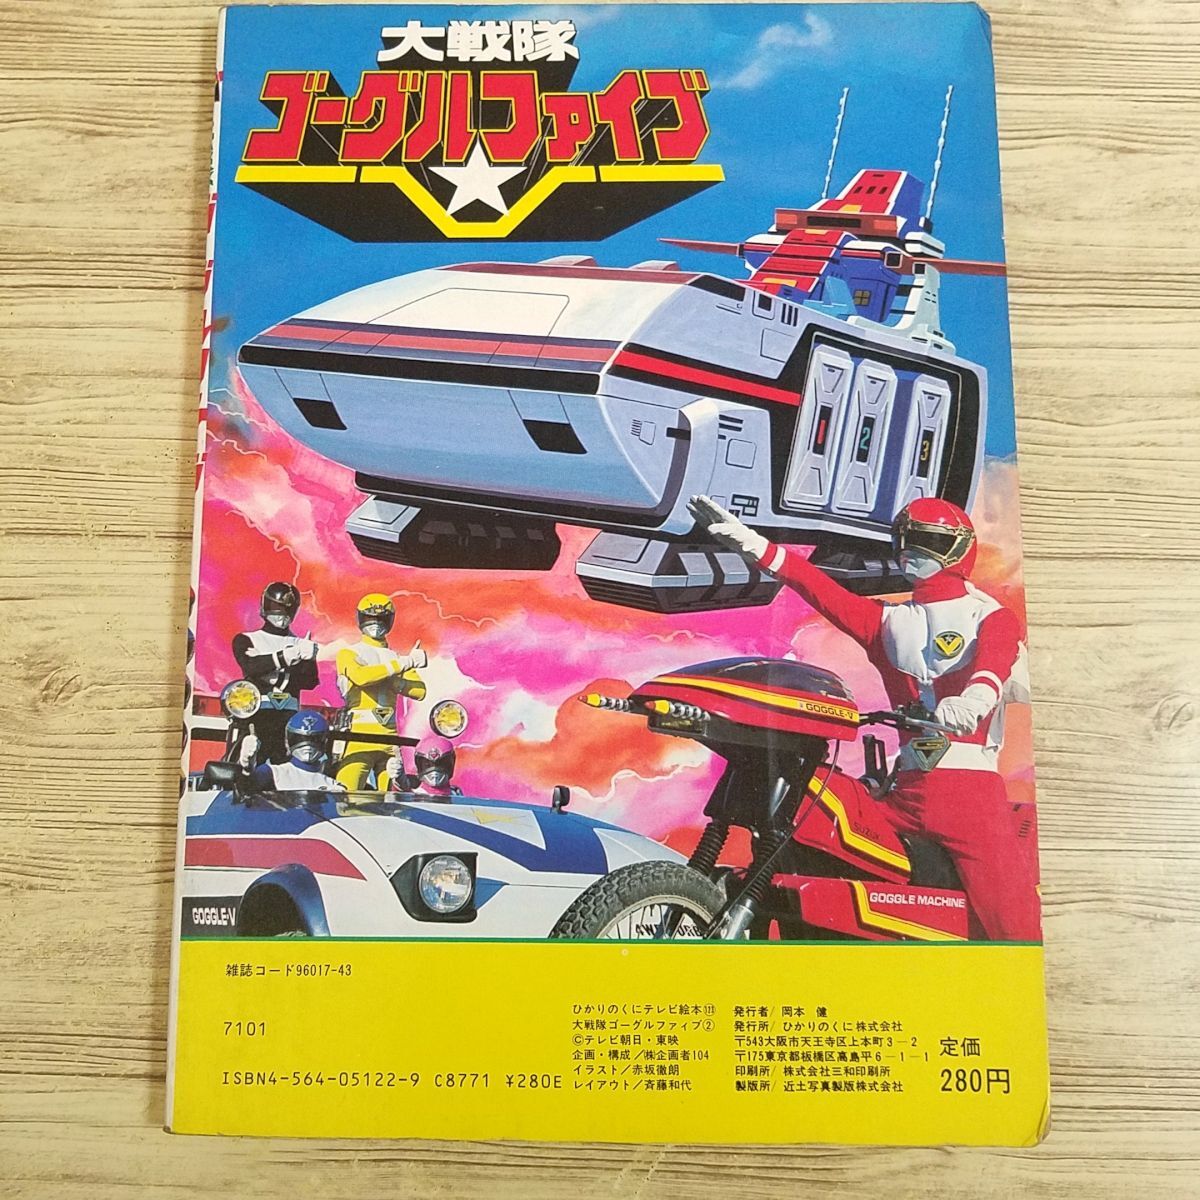 大戦隊
ゴーグルファイブ
1
2
3
GOGGLE-V
SUZUKI
GOGGLE MACHINE
GOGGLE-V
雑誌コード96017-43
7101
ISBN4-564-05122-9 C8771 ¥280E
ひかりのくにテレビ絵本
大戦隊ゴーグルファイブ②
©テレビ朝日・東映
企画・構成/㈱企画者104
イラスト/赤坂徹朗
レイアウト/斉藤和代
発行者/岡本 健
発行所/ひかりのくに株式会社
〒543大阪市天王寺区上本町3-2
〒175東京都板橋区高島平6-1-1
印刷所/株式会社三和印刷所
製版所/近土写真製版株式会社
定価
280円